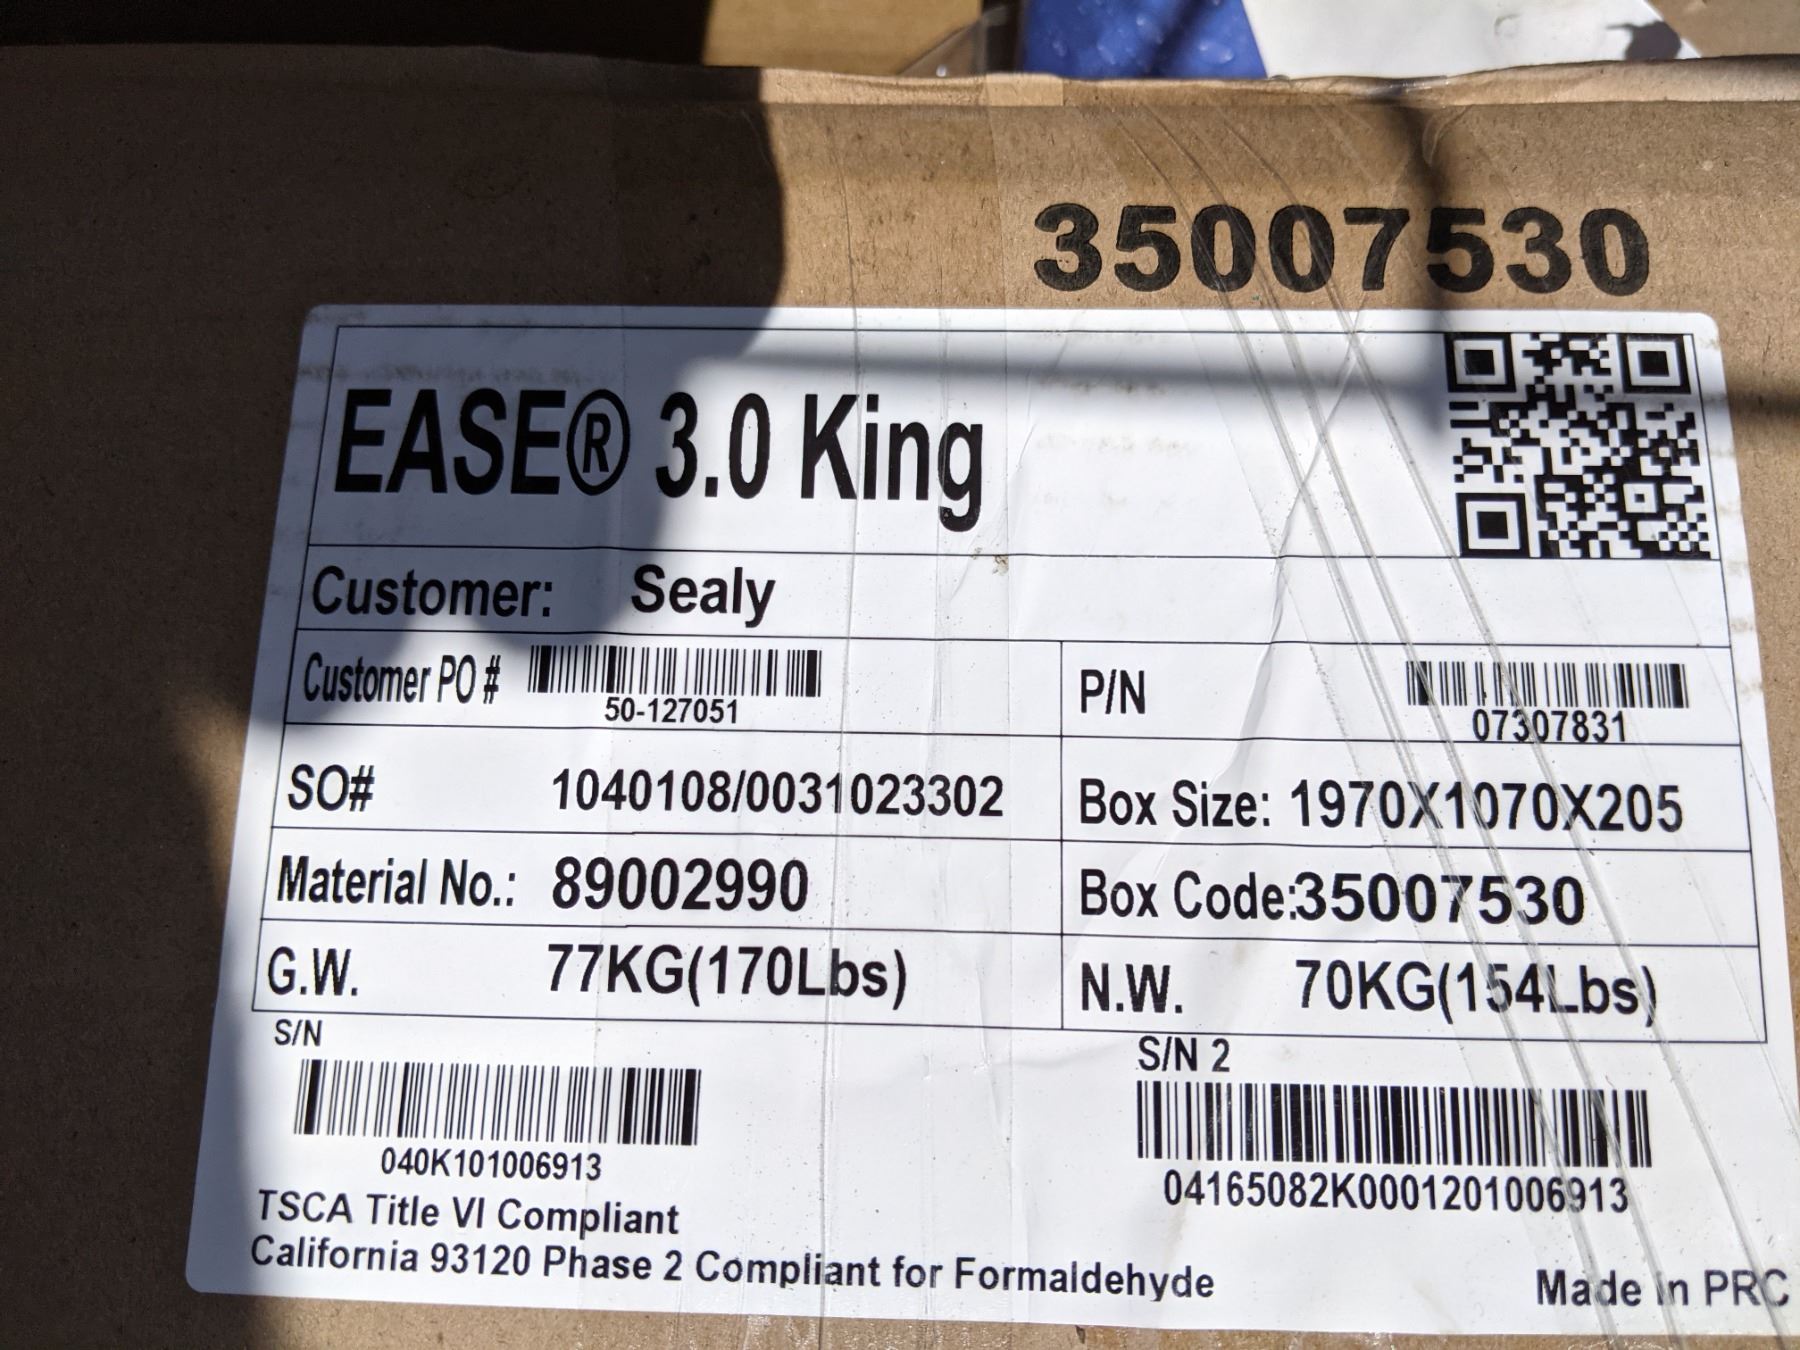 35007530
EASE® 3.0 King
Customer: Sealy
Customer PO # 50-127051
P/N 07307831
SO# 1040108/0031023302
Box Size: 1970X1070X205
Material No.: 89002990
Box Code:35007530
G.W. 77KG(170Lbs)
N.W. 70KG(154Lbs)
S/N
040K101006913
S/N 2
04165082K0001201006913
TSCA Title VI Compliant
California 93120 Phase 2 Compliant for Formaldehyde
Made in PRC